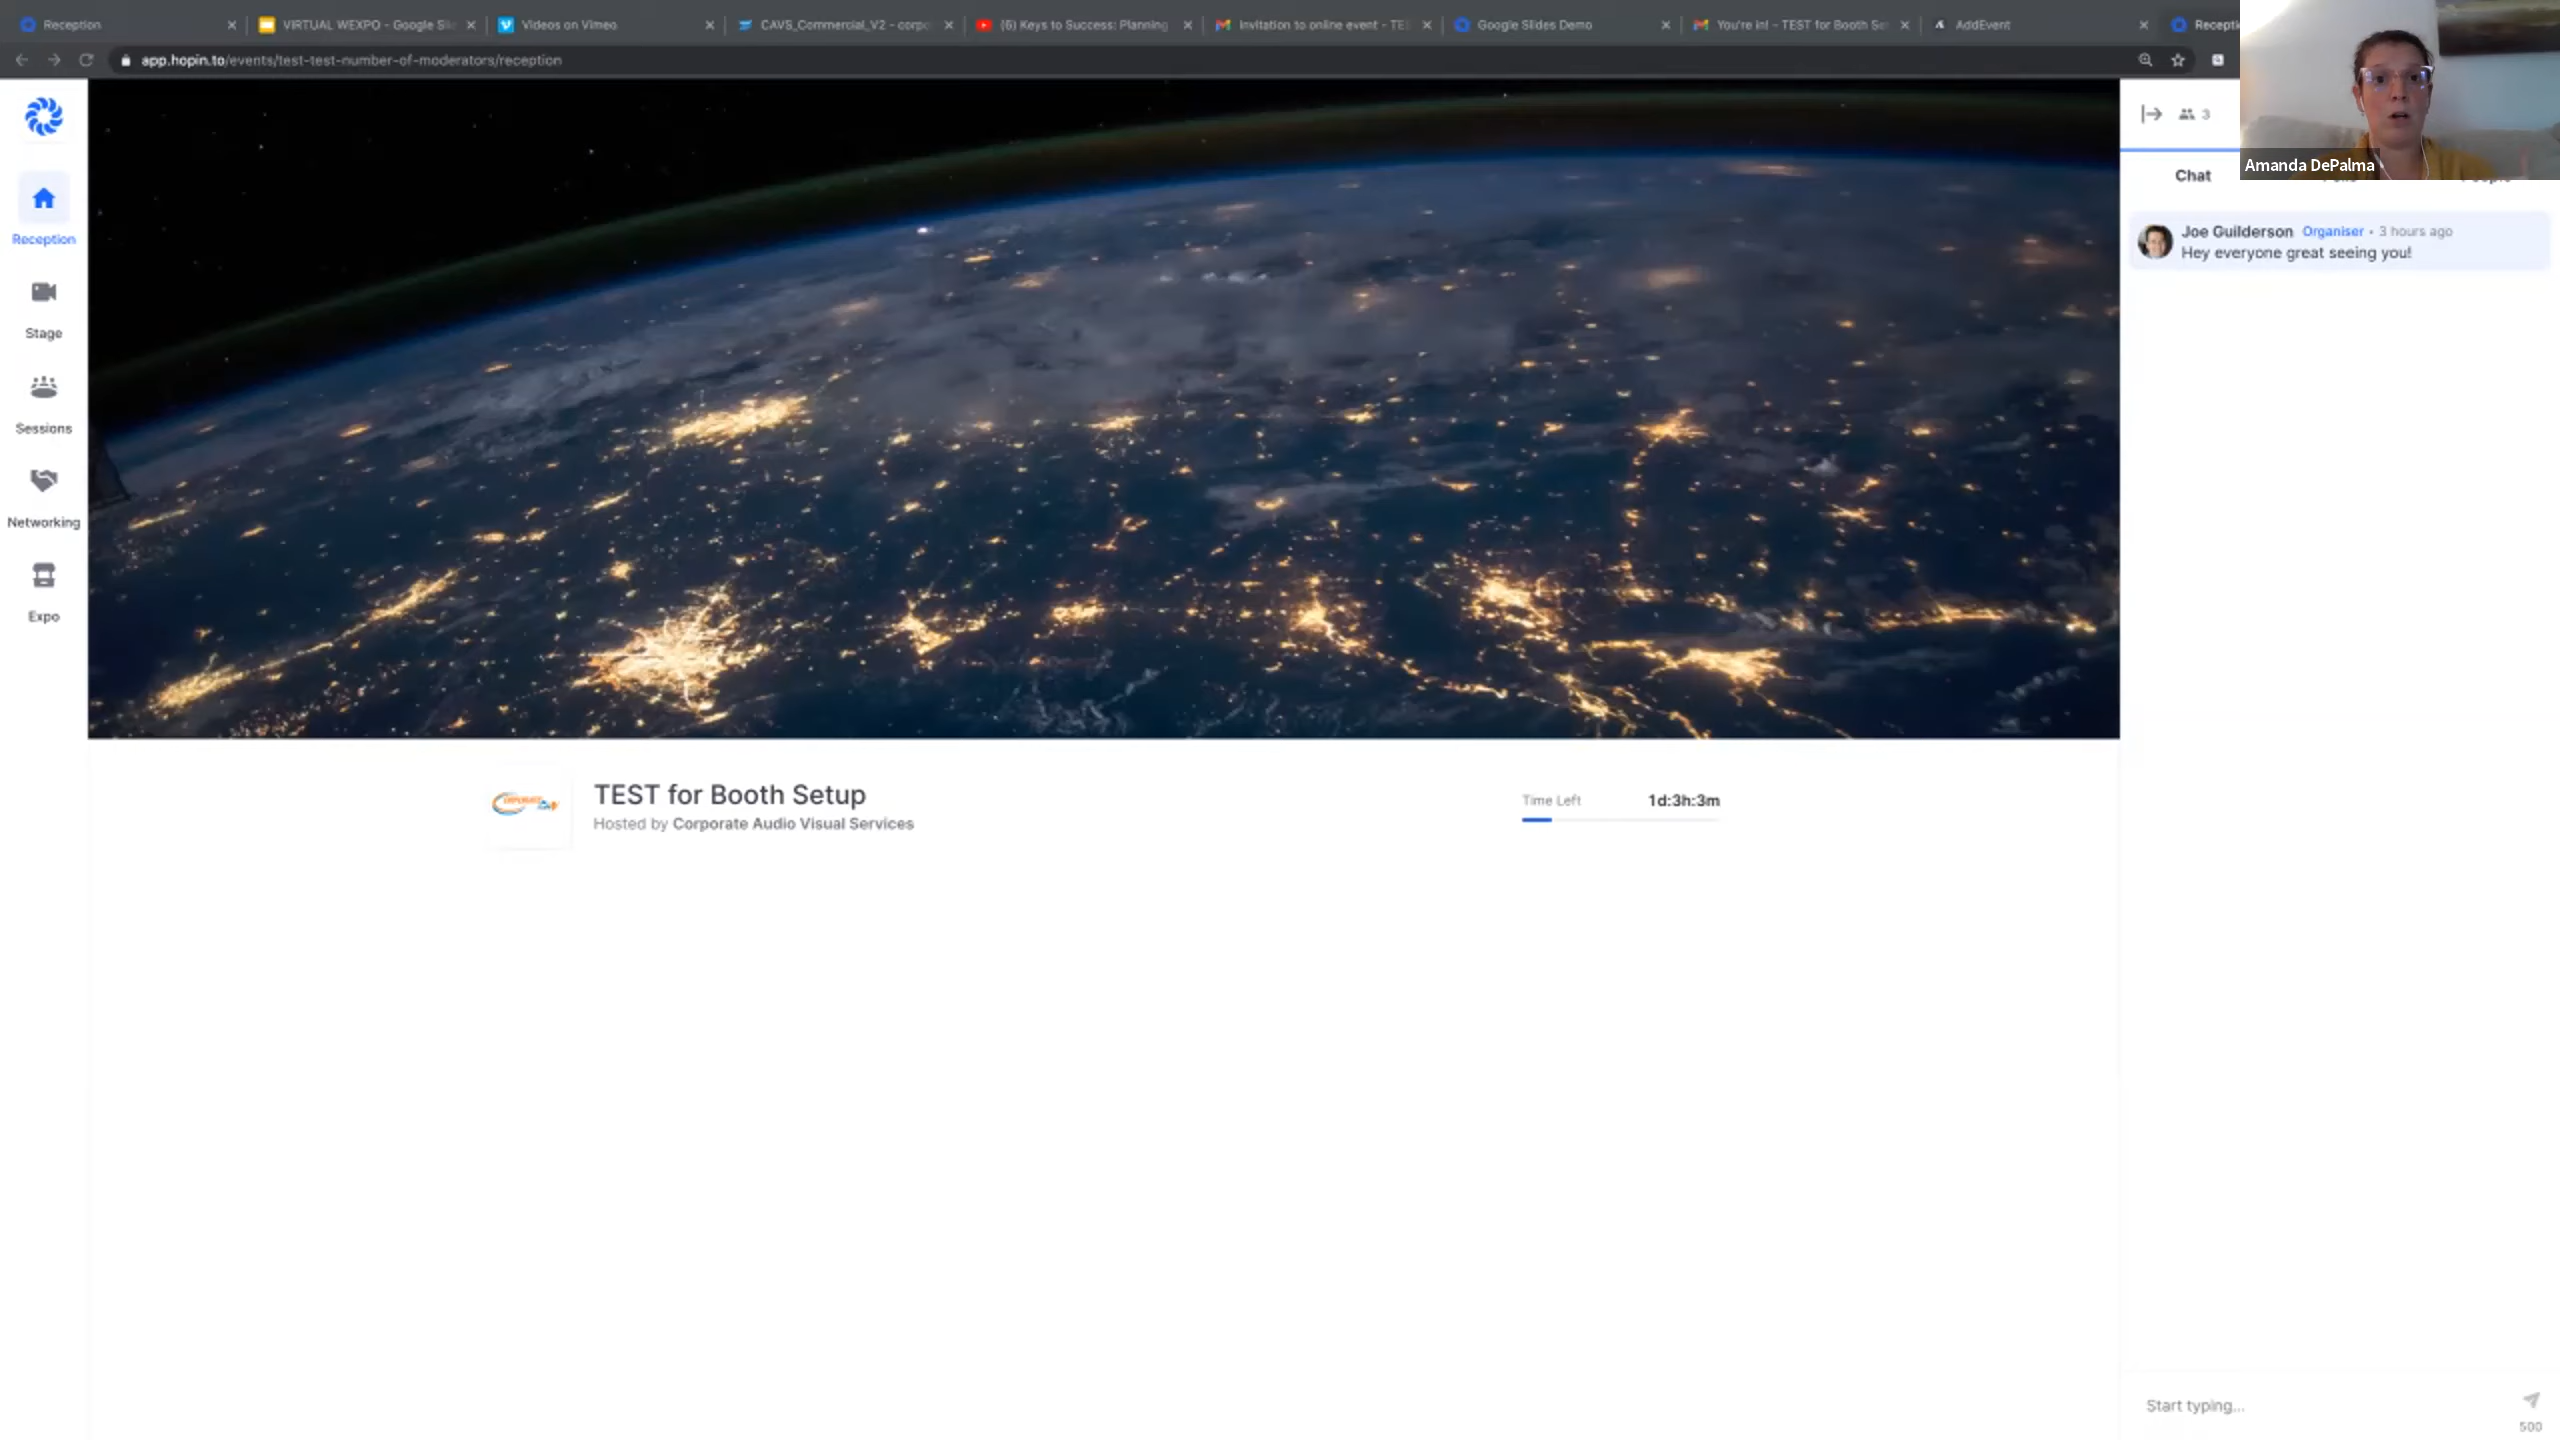 Reception
VIRTUAL WEXPO - Google Sli
Videos on Vimeo
CAVS_Commercial_V2 - corpo
(6) Keys to Success: Planning
Invitation to online event - TE
Google Slides Demo
You're in! - TEST for Booth Se
AddEvent
Recepti
app.hopin.to/events/test-test-number-of-moderators/reception
Amanda DePalma
3
Chat
Reception
Stage
Sessions
Networking
Expo
Joe Guilderson Organiser • 3 hours ago
Hey everyone great seeing you!
TEST for Booth Setup
Hosted by Corporate Audio Visual Services
Time Left 1d:3h:3m
Start typing...
500